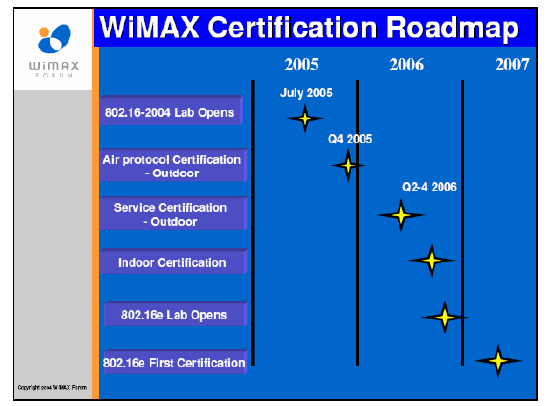 WiMAX Certification Roadmap
WiMAX
FORUM
2005 2006 2007
July 2005
802.16-2004 Lab Opens
Q4 2005
Air protocol Certification
- Outdoor
Q2-4 2006
Service Certification
- Outdoor
Indoor Certification
802.16e Lab Opens
802.16e First Certification
Copyright 2004 WiMAX Forum